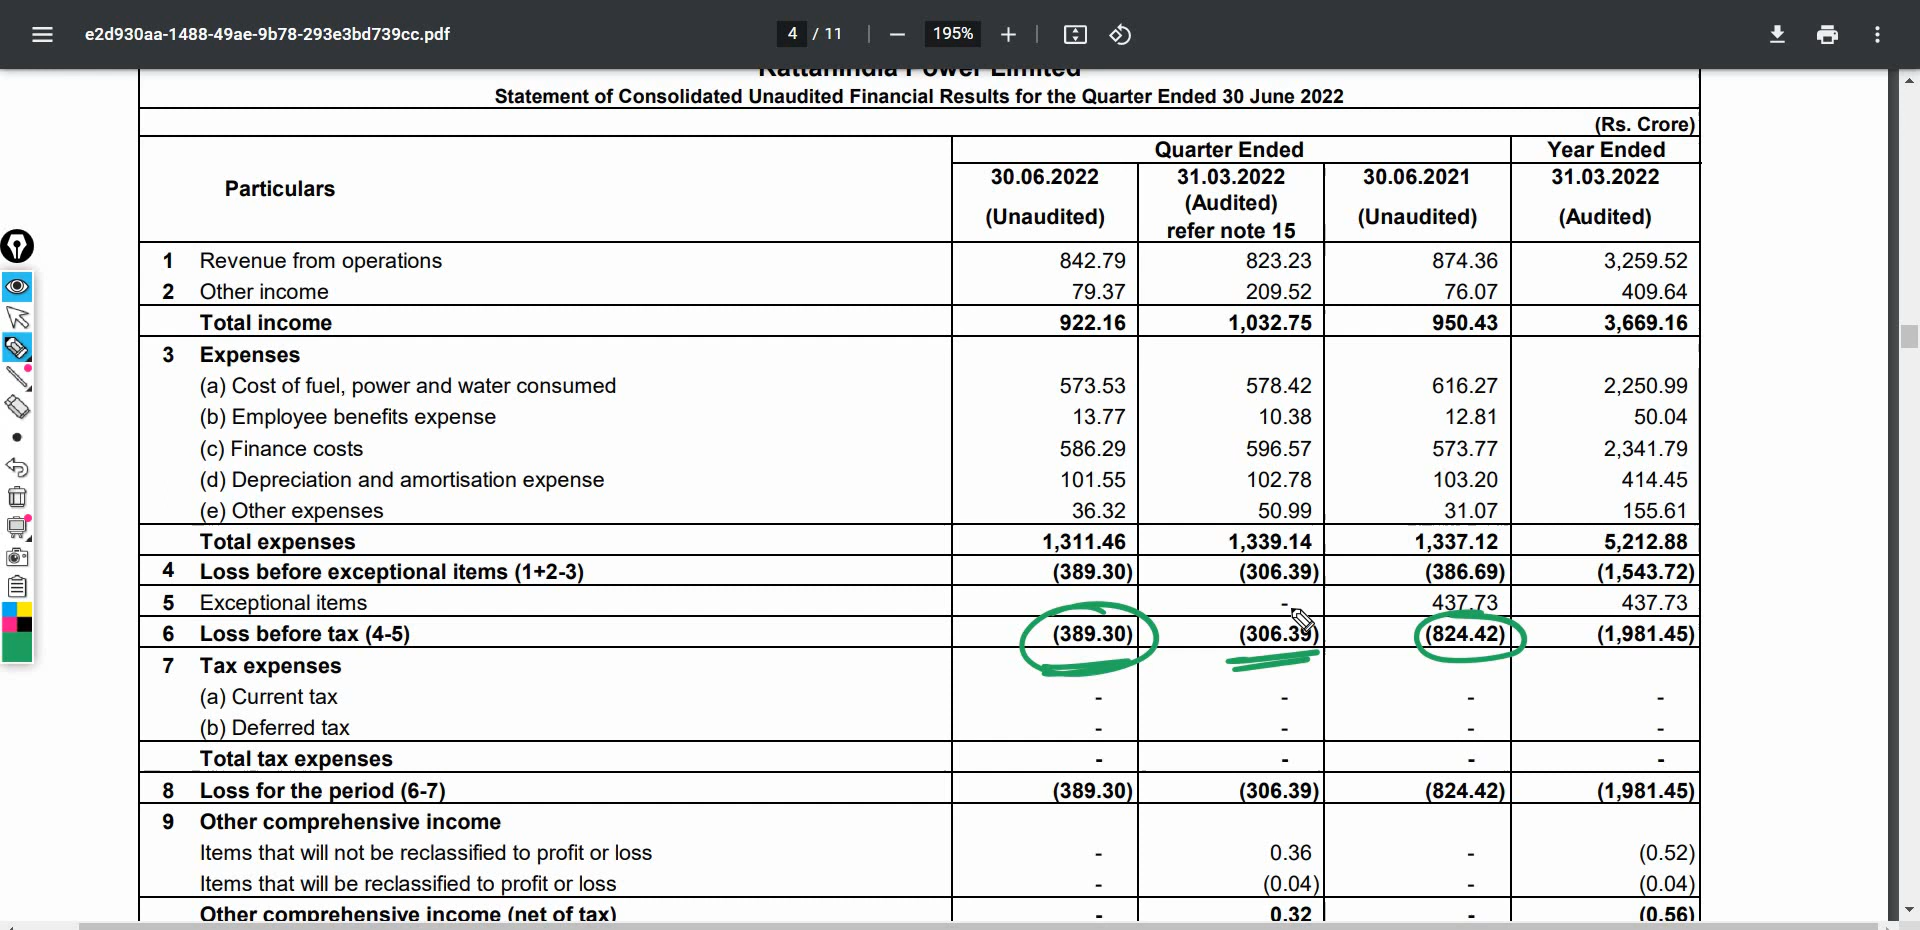 e2d930aa-1488-49ae-9b78-293e3bd739cc.pdf 4 / 11 195%
RattanIndia Power Limited
Statement of Consolidated Unaudited Financial Results for the Quarter Ended 30 June 2022
(Rs. Crore)
Particulars Quarter Ended Year Ended
30.06.2022 31.03.2022 30.06.2021 31.03.2022
(Unaudited) (Audited) refer note 15 (Unaudited) (Audited)
1 Revenue from operations 842.79 823.23 874.36 3,259.52
2 Other income 79.37 209.52 76.07 409.64
Total income 922.16 1,032.75 950.43 3,669.16
3 Expenses
(a) Cost of fuel, power and water consumed 573.53 578.42 616.27 2,250.99
(b) Employee benefits expense 13.77 10.38 12.81 50.04
(c) Finance costs 586.29 596.57 573.77 2,341.79
(d) Depreciation and amortisation expense 101.55 102.78 103.20 414.45
(e) Other expenses 36.32 50.99 31.07 155.61
Total expenses 1,311.46 1,339.14 1,337.12 5,212.88
4 Loss before exceptional items (1+2-3) (389.30) (306.39) (386.69) (1,543.72)
5 Exceptional items - 437.73 437.73
6 Loss before tax (4-5) (389.30) (306.39) (824.42) (1,981.45)
7 Tax expenses
(a) Current tax - - - -
(b) Deferred tax - - - -
Total tax expenses - - - -
8 Loss for the period (6-7) (389.30) (306.39) (824.42) (1,981.45)
9 Other comprehensive income
Items that will not be reclassified to profit or loss - 0.36 - (0.52)
Items that will be reclassified to profit or loss - (0.04) - (0.04)
Other comprehensive income (net of tax) - 0.32 - (0.56)